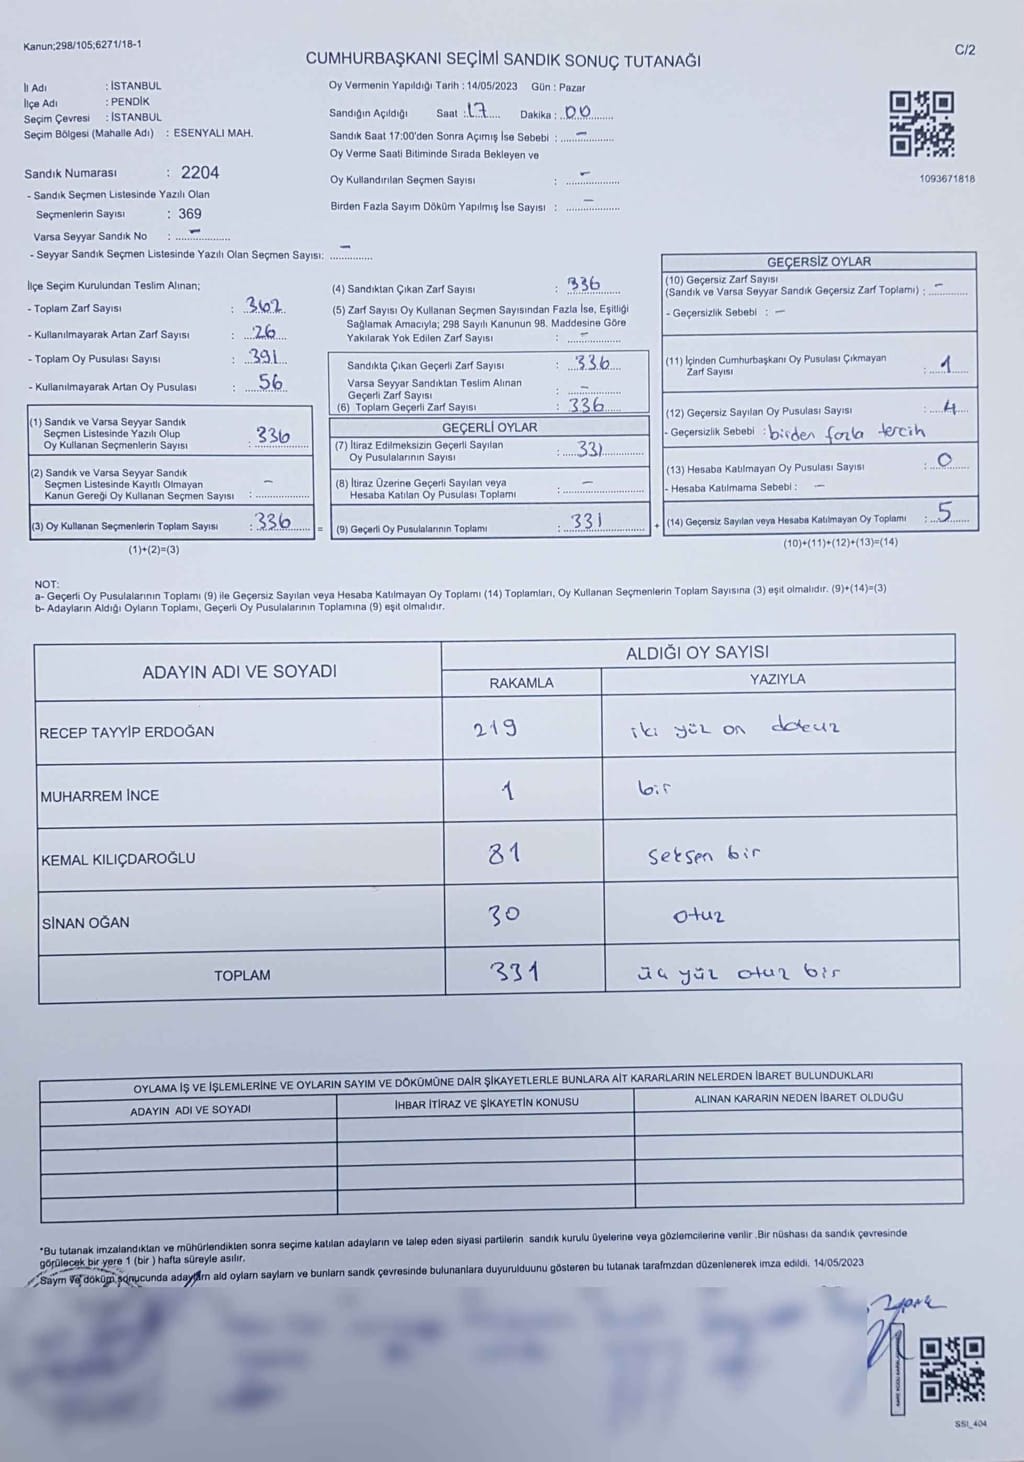 Kanun;298/105;6271/18-1
C/2
CUMHURBAŞKANI SEÇİMİ SANDIK SONUÇ TUTANAĞI
İl Adı : İSTANBUL
İlçe Adı : PENDİK
Seçim Çevresi : İSTANBUL
Seçim Bölgesi (Mahalle Adı) : ESENYALI MAH.
Sandık Numarası : 2204
- Sandık Seçmen Listesinde Yazılı Olan
Seçmenlerin Sayısı : 369
Varsa Seyyar Sandık No : –
- Seyyar Sandık Seçmen Listesinde Yazılı Olan Seçmen Sayısı: –
Oy Vermenin Yapıldığı Tarih : 14/05/2023 Gün : Pazar
Sandığın Açıldığı Saat : 17 Dakika : 00
Sandık Saat 17:00'den Sonra Açımış İse Sebebi : –
Oy Verme Saati Bitiminde Sırada Bekleyen ve
Oy Kullandırılan Seçmen Sayısı : –
Birden Fazla Sayım Döküm Yapılmış İse Sayısı : –
1093671818
İlçe Seçim Kurulundan Teslim Alınan;
- Toplam Zarf Sayısı : 362
- Kullanılmayarak Artan Zarf Sayısı : 26
- Toplam Oy Pusulası Sayısı : 391
- Kullanılmayarak Artan Oy Pusulası : 56
(1) Sandık ve Varsa Seyyar Sandık
Seçmen Listesinde Yazılı Olup
Oy Kullanan Seçmenlerin Sayısı : 336
(2) Sandık ve Varsa Seyyar Sandık
Seçmen Listesinde Kayıtlı Olmayan
Kanun Gereği Oy Kullanan Seçmen Sayısı : –
(3) Oy Kullanan Seçmenlerin Toplam Sayısı : 336 =
(1)+(2)=(3)
(4) Sandıktan Çıkan Zarf Sayısı : 336
(5) Zarf Sayısı Oy Kullanan Seçmen Sayısından Fazla İse, Eşitliği
Sağlamak Amacıyla; 298 Sayılı Kanunun 98. Maddesine Göre
Yakılarak Yok Edilen Zarf Sayısı : –
Sandıkta Çıkan Geçerli Zarf Sayısı : 336
Varsa Seyyar Sandıktan Teslim Alınan
Geçerli Zarf Sayısı : –
(6) Toplam Geçerli Zarf Sayısı : 336
GEÇERLİ OYLAR
(7) İtiraz Edilmeksizin Geçerli Sayılan
Oy Pusulalarının Sayısı : 331
(8) İtiraz Üzerine Geçerli Sayılan veya
Hesaba Katılan Oy Pusulası Toplamı : –
(9) Geçerli Oy Pusulalarının Toplamı : 331 +
GEÇERSİZ OYLAR
(10) Geçersiz Zarf Sayısı
(Sandık ve Varsa Seyyar Sandık Geçersiz Zarf Toplamı) : –
- Geçersizlik Sebebi : –
(11) İçinden Cumhurbaşkanı Oy Pusulası Çıkmayan
Zarf Sayısı : 1
(12) Geçersiz Sayılan Oy Pusulası Sayısı : 4
- Geçersizlik Sebebi : birden fazla tercih
(13) Hesaba Katılmayan Oy Pusulası Sayısı : 0
- Hesaba Katılmama Sebebi : –
(14) Geçersiz Sayılan veya Hesaba Katılmayan Oy Toplamı : 5
(10)+(11)+(12)+(13)=(14)
NOT:
a- Geçerli Oy Pusulalarının Toplamı (9) ile Geçersiz Sayılan veya Hesaba Katılmayan Oy Toplamı (14) Toplamları, Oy Kullanan Seçmenlerin Toplam Sayısına (3) eşit olmalıdır. (9)+(14)=(3)
b- Adayların Aldığı Oyların Toplamı, Geçerli Oy Pusulalarının Toplamına (9) eşit olmalıdır.
ADAYIN ADI VE SOYADI
ALDIĞI OY SAYISI
RAKAMLA YAZIYLA
RECEP TAYYİP ERDOĞAN 219 iki yüz on dokuz
MUHARREM İNCE 1 bir
KEMAL KILIÇDAROĞLU 81 seksen bir
SİNAN OĞAN 30 otuz
TOPLAM 331 üç yüz otuz bir
OYLAMA İŞ VE İŞLEMLERİNE VE OYLARIN SAYIM VE DÖKÜMÜNE DAİR ŞİKAYETLERLE BUNLARA AİT KARARLARIN NELERDEN İBARET BULUNDUKLARI
ADAYIN ADI VE SOYADI İHBAR İTİRAZ VE ŞİKAYETİN KONUSU ALINAN KARARIN NEDEN İBARET OLDUĞU
*Bu tutanak imzalandıktan ve mühürlendikten sonra seçime katılan adayların ve talep eden siyasi partilerin sandık kurulu üyelerine veya gözlemcilerine verilir .Bir nüshası da sandık çevresinde
görülecek bir yere 1 (bir ) hafta süreyle asılır.
Saym ve döküm sonucunda adayların ald oylarn saylarn ve bunlarn sandk çevresinde bulunanlara duyurulduunu gösteren bu tutanak tarafmzdan düzenlenerek imza edildi. 14/05/2023
SSI_404